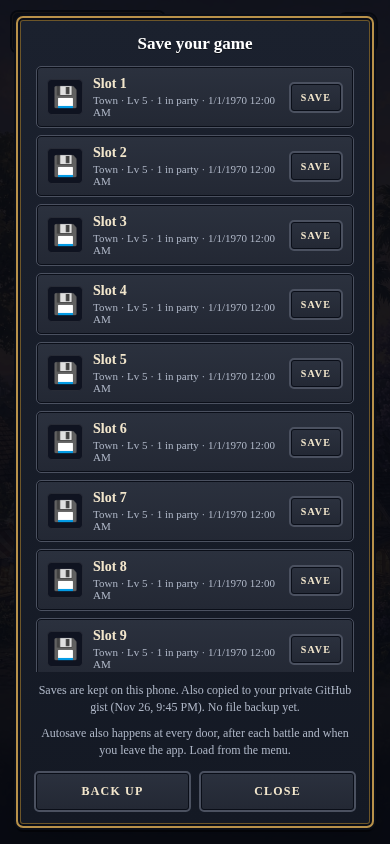 Save your game
Slot 1
Town · Lv 5 · 1 in party · 1/1/1970 12:00
AM
SAVE
Slot 2
Town · Lv 5 · 1 in party · 1/1/1970 12:00
AM
SAVE
Slot 3
Town · Lv 5 · 1 in party · 1/1/1970 12:00
AM
SAVE
Slot 4
Town · Lv 5 · 1 in party · 1/1/1970 12:00
AM
SAVE
Slot 5
Town · Lv 5 · 1 in party · 1/1/1970 12:00
AM
SAVE
Slot 6
Town · Lv 5 · 1 in party · 1/1/1970 12:00
AM
SAVE
Slot 7
Town · Lv 5 · 1 in party · 1/1/1970 12:00
AM
SAVE
Slot 8
Town · Lv 5 · 1 in party · 1/1/1970 12:00
AM
SAVE
Slot 9
Town · Lv 5 · 1 in party · 1/1/1970 12:00
AM
SAVE
Saves are kept on this phone. Also copied to your private GitHub
gist (Nov 26, 9:45 PM). No file backup yet.
Autosave also happens at every door, after each battle and when
you leave the app. Load from the menu.
BACK UP
CLOSE